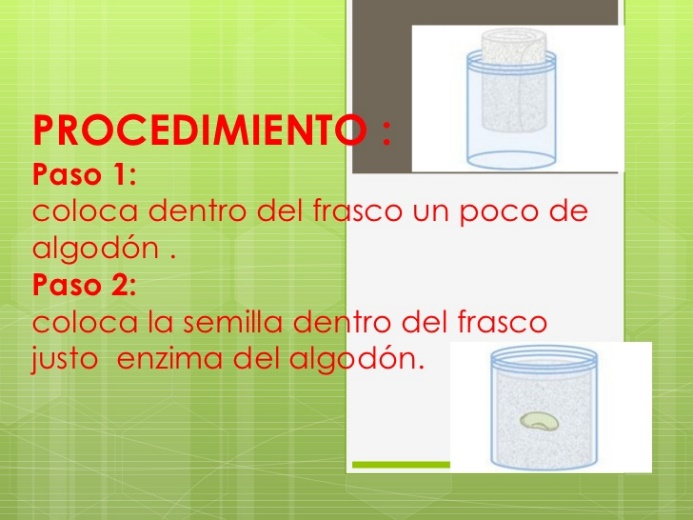 PROCEDIMIENTO :
Paso 1:
coloca dentro del frasco un poco de
algodón .
Paso 2:
coloca la semilla dentro del frasco
justo  enzima del algodón.